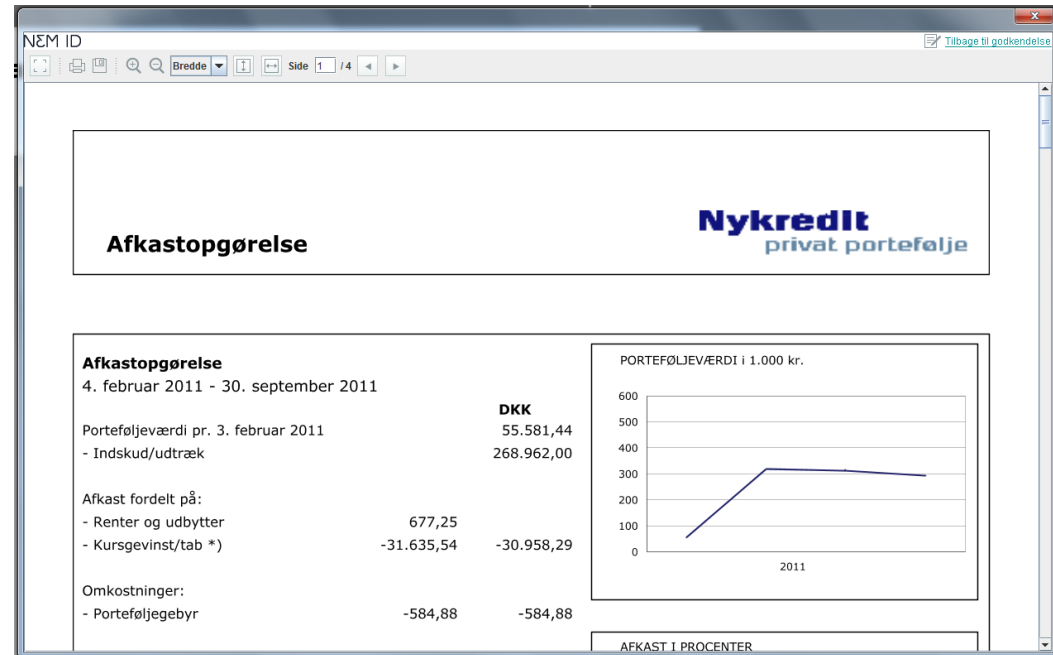 NEM ID
Tilbage til godkendelse
Bredde
Side 1 / 4
Afkastopgørelse
NykredIt
privat portefølje
Afkastopgørelse
4. februar 2011 - 30. september 2011
DKK
Porteføljeværdi pr. 3. februar 2011 55.581,44
- Indskud/udtræk 268.962,00
Afkast fordelt på:
- Renter og udbytter 677,25
- Kursgevinst/tab *) -31.635,54 -30.958,29
Omkostninger:
- Porteføljegebyr -584,88 -584,88
PORTEFØLJEVÆRDI i 1.000 kr.
600
500
400
300
200
100
0
2011
AFKAST I PROCENTER